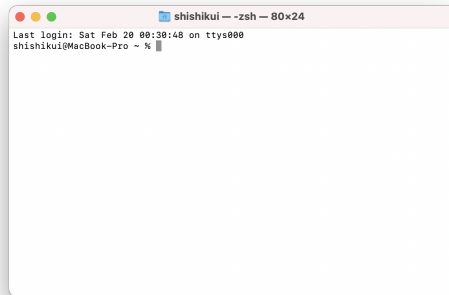 shishikui — -zsh — 80×24
Last login: Sat Feb 20 00:30:48 on ttys000
shishikui@MacBook-Pro ~ %